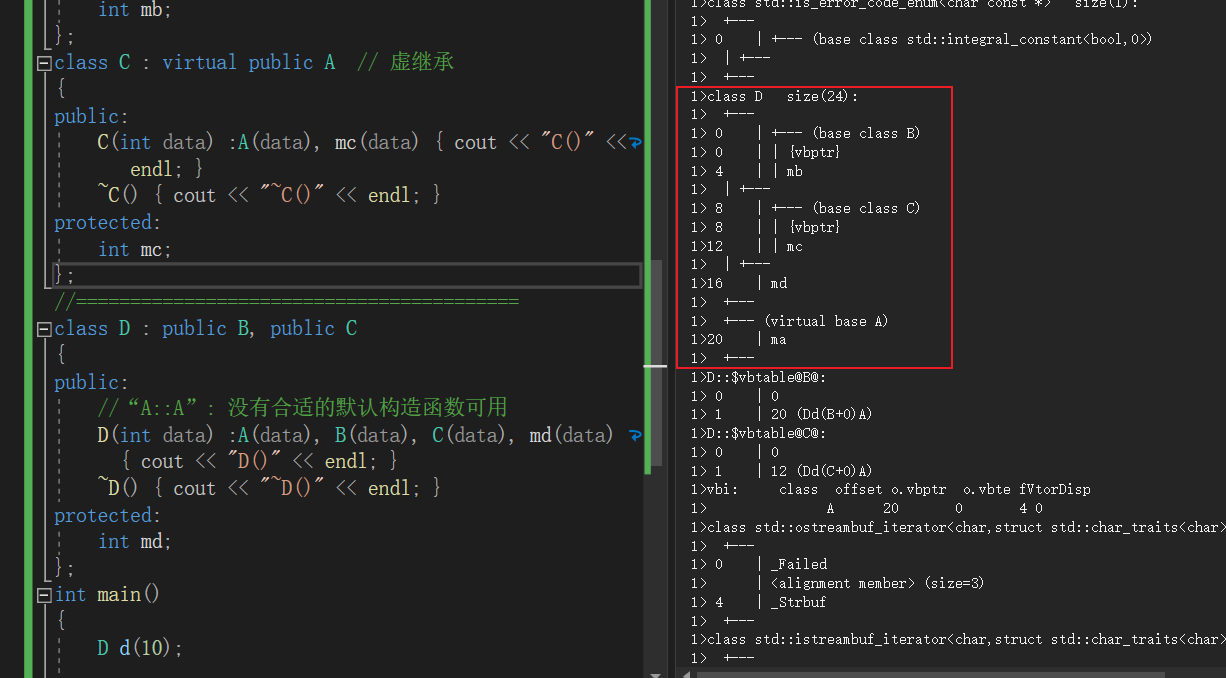 int mb;
};
class C : virtual public A  // 虚继承
{
public:
C(int data) :A(data), mc(data) { cout << "C()" <<
endl; }
~C() { cout << "~C()" << endl; }
protected:
int mc;
};
//=========================================
class D : public B, public C
{
public:
//“A::A”: 没有合适的默认构造函数可用
D(int data) :A(data), B(data), C(data), md(data)
{ cout << "D()" << endl; }
~D() { cout << "~D()" << endl; }
protected:
int md;
};
int main()
{
D d(10);
1>class std::is_error_code_enum<char const *>   size(1):
1>  +---
1> 0     | +--- (base class std::integral_constant<bool,0>)
1>  | +---
1>  +---
1>class D   size(24):
1>  +---
1> 0     | +--- (base class B)
1> 0     | | {vbptr}
1> 4     | | mb
1>  | +---
1> 8     | +--- (base class C)
1> 8     | | {vbptr}
1>12     | | mc
1>  | +---
1>16     | md
1>  +---
1>  +--- (virtual base A)
1>20     | ma
1>  +---
1>D::$vbtable@B@:
1> 0     | 0
1> 1     | 20 (Dd(B+0)A)
1>D::$vbtable@C@:
1> 0     | 0
1> 1     | 12 (Dd(C+0)A)
1>vbi:     class  offset o.vbptr  o.vbte fVtorDisp
1>               A      20       0       4 0
1>class std::ostreambuf_iterator<char,struct std::char_traits<char>
1>  +---
1> 0     | _Failed
1>       | <alignment member> (size=3)
1> 4     | _Strbuf
1>  +---
1>class std::istreambuf_iterator<char,struct std::char_traits<char>
1>  +---